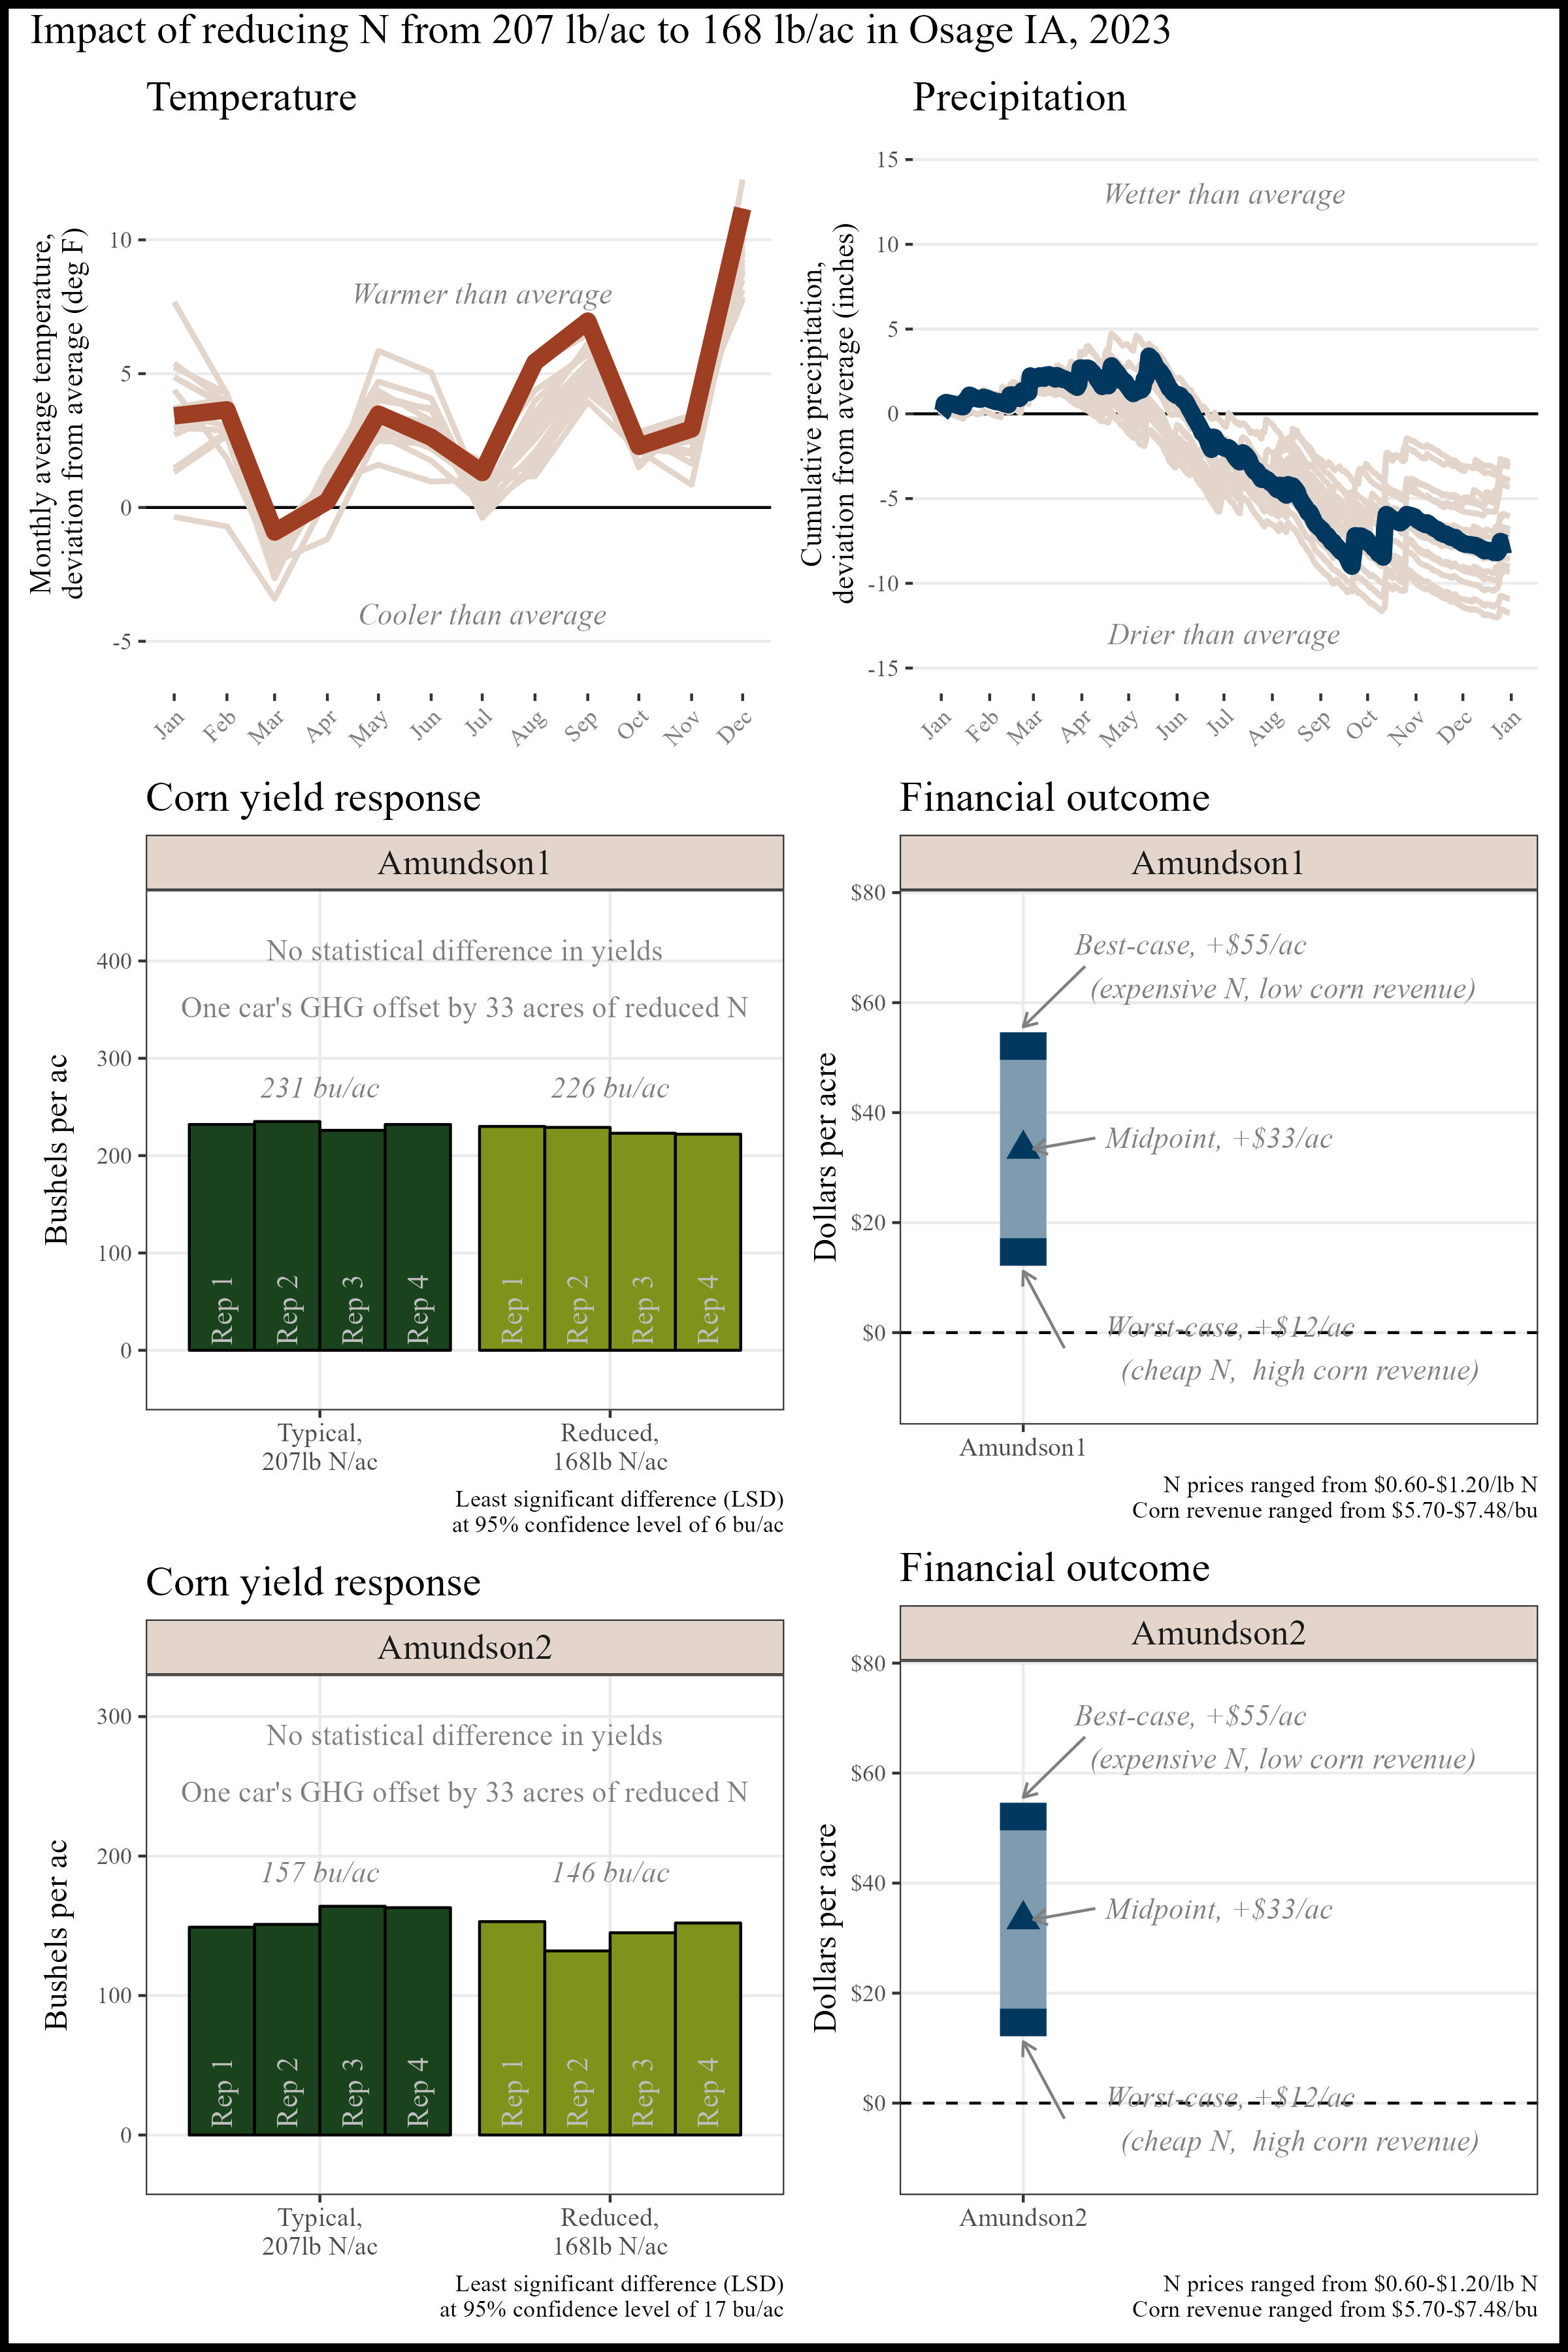 Impact of reducing N from 207 lb/ac to 168 lb/ac in Osage IA, 2023
Temperature
Monthly average temperature,
deviation from average (deg F)
10
5
0
-5
Warmer than average
Cooler than average
Jan
Feb
Mar
Apr
May
Jun
Jul
Aug
Sep
Oct
Nov
Dec
Precipitation
Cumulative precipitation,
deviation from average (inches)
15
10
5
0
-5
-10
-15
Wetter than average
Drier than average
Jan
Feb
Mar
Apr
May
Jun
Jul
Aug
Sep
Oct
Nov
Dec
Jan
Corn yield response
Amundson1
Bushels per ac
400
300
200
100
0
No statistical difference in yields
One car's GHG offset by 33 acres of reduced N
231 bu/ac
226 bu/ac
Rep 1
Rep 2
Rep 3
Rep 4
Rep 1
Rep 2
Rep 3
Rep 4
Typical,
207lb N/ac
Reduced,
168lb N/ac
Least significant difference (LSD)
at 95% confidence level of 6 bu/ac
Financial outcome
Amundson1
Dollars per acre
$80
$60
$40
$20
$0
Best-case, +$55/ac
(expensive N, low corn revenue)
Midpoint, +$33/ac
Worst-case, +$12/ac
(cheap N,  high corn revenue)
Amundson1
N prices ranged from $0.60-$1.20/lb N
Corn revenue ranged from $5.70-$7.48/bu
Corn yield response
Amundson2
Bushels per ac
300
200
100
0
No statistical difference in yields
One car's GHG offset by 33 acres of reduced N
157 bu/ac
146 bu/ac
Rep 1
Rep 2
Rep 3
Rep 4
Rep 1
Rep 2
Rep 3
Rep 4
Typical,
207lb N/ac
Reduced,
168lb N/ac
Least significant difference (LSD)
at 95% confidence level of 17 bu/ac
Financial outcome
Amundson2
Dollars per acre
$80
$60
$40
$20
$0
Best-case, +$55/ac
(expensive N, low corn revenue)
Midpoint, +$33/ac
Worst-case, +$12/ac
(cheap N,  high corn revenue)
Amundson2
N prices ranged from $0.60-$1.20/lb N
Corn revenue ranged from $5.70-$7.48/bu